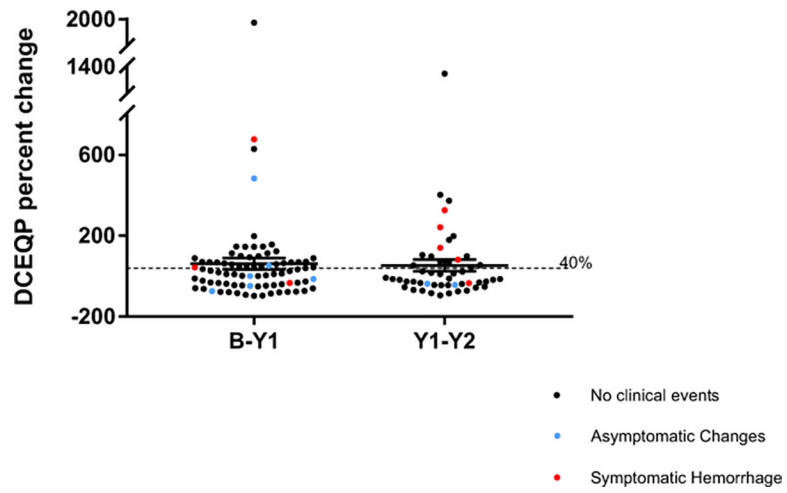 DCEQP percent change
2000
1400
600
200
-200
40%
B-Y1
Y1-Y2
No clinical events
Asymptomatic Changes
Symptomatic Hemorrhage